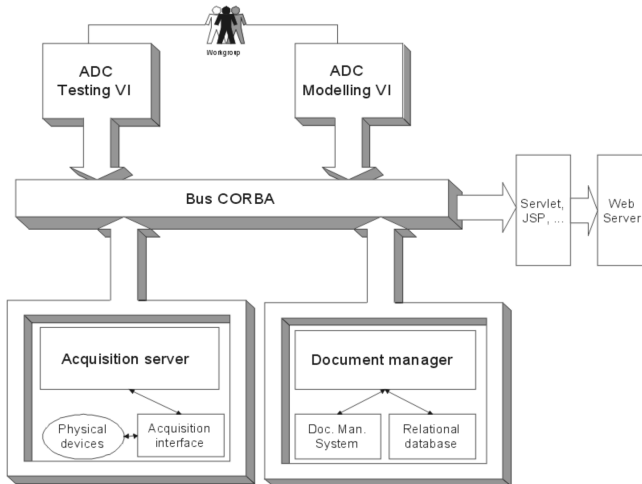 Workgroup
ADC
Testing VI
ADC
Modelling VI
Bus CORBA
Servlet,
JSP, ...
Web
Server
Acquisition server
Physical
devices
Acquisition
interface
Document manager
Doc. Man.
System
Relational
database